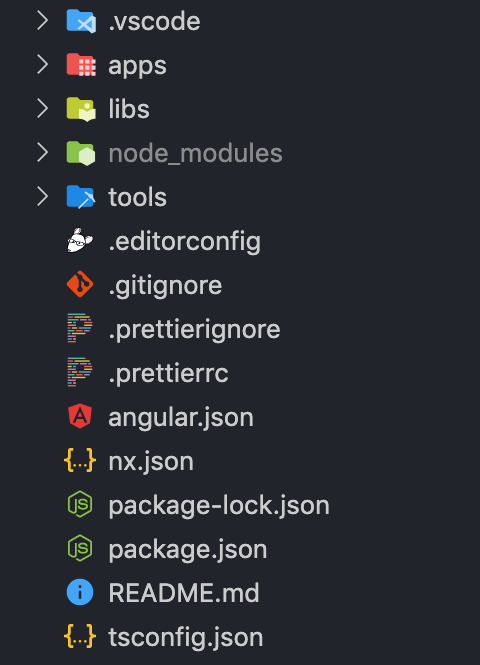 .vscode
apps
libs
node_modules
tools
.editorconfig
.gitignore
.prettierignore
.prettierrc
angular.json
nx.json
package-lock.json
package.json
README.md
tsconfig.json